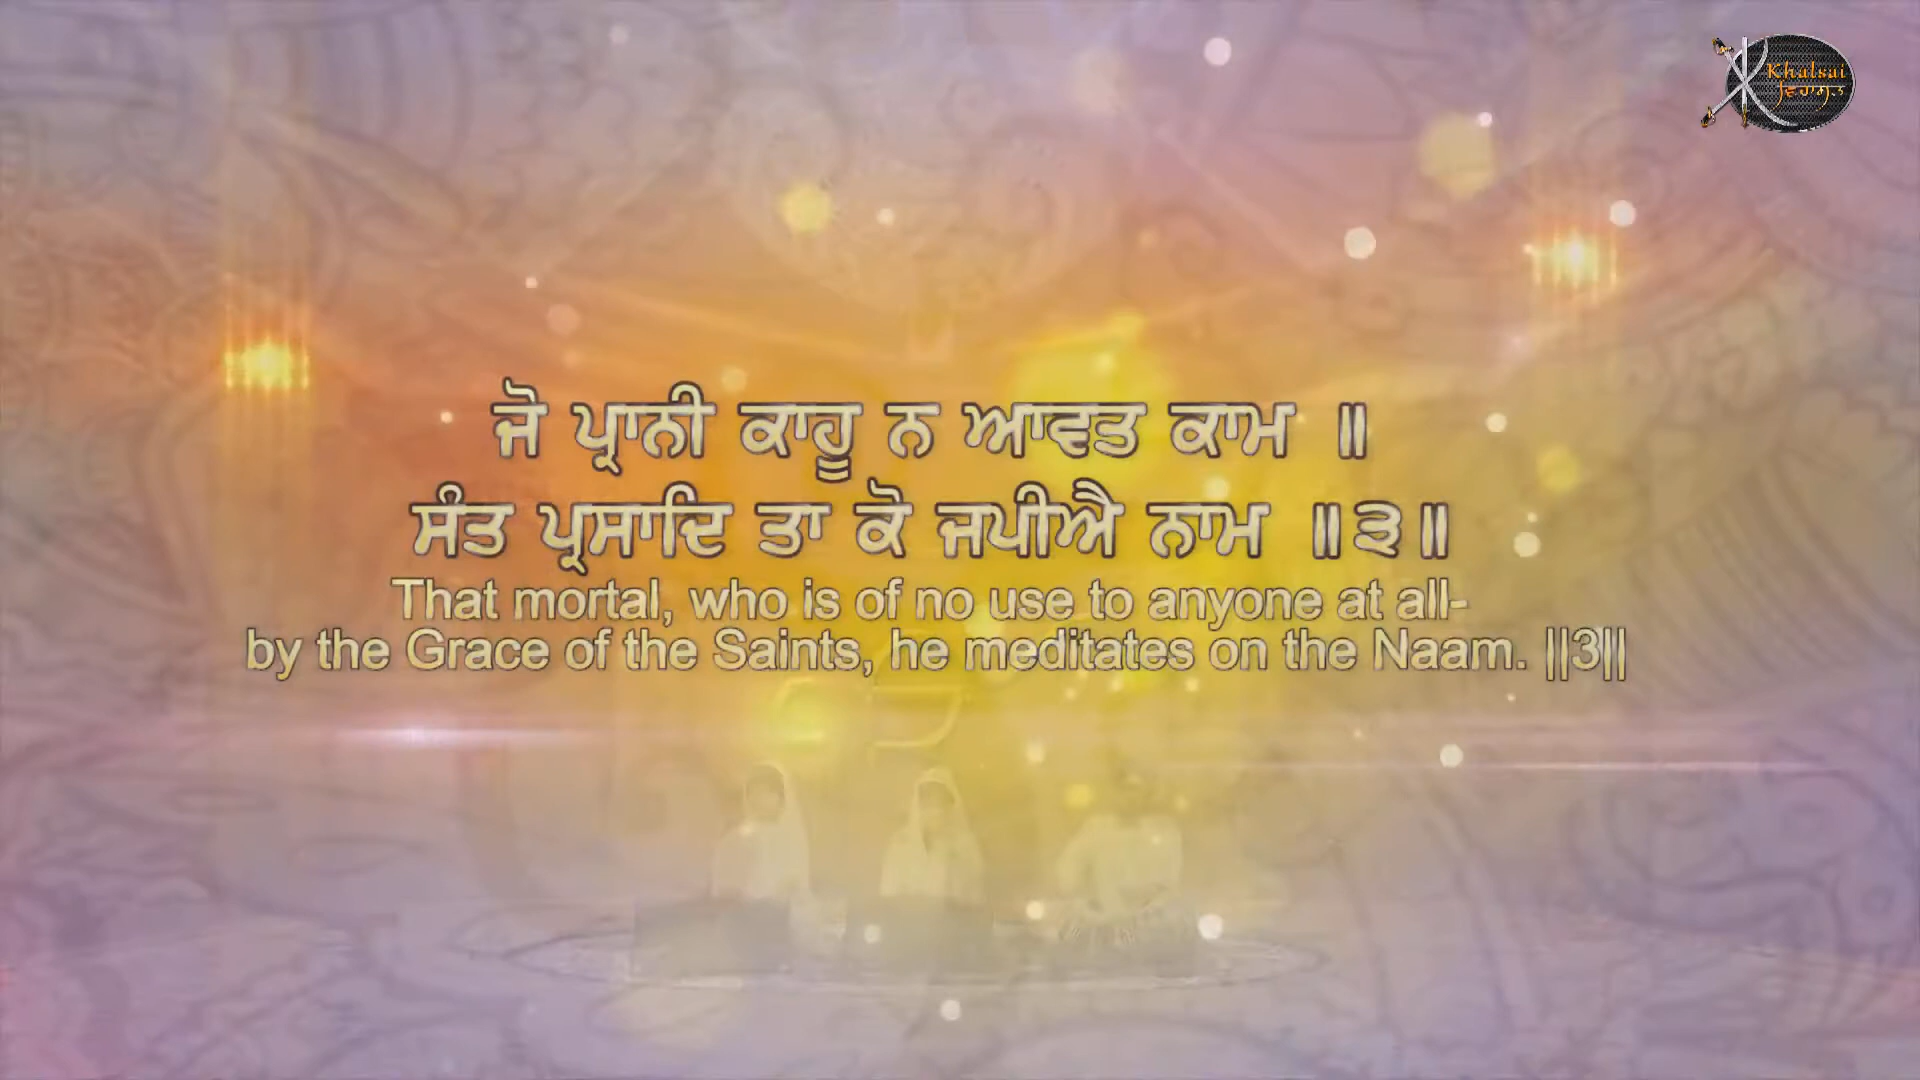 Khalsai
ਵਿਰਾਸਤ
ਜੋ ਪ੍ਰਾਨੀ ਕਾਹੂ ਨ ਆਵਤ ਕਾਮ ॥
ਸੰਤ ਪ੍ਰਸਾਦਿ ਤਾ ਕੋ ਜਪੀਐ ਨਾਮ ॥੩॥
That mortal, who is of no use to anyone at all-
by the Grace of the Saints, he meditates on the Naam. ||3||